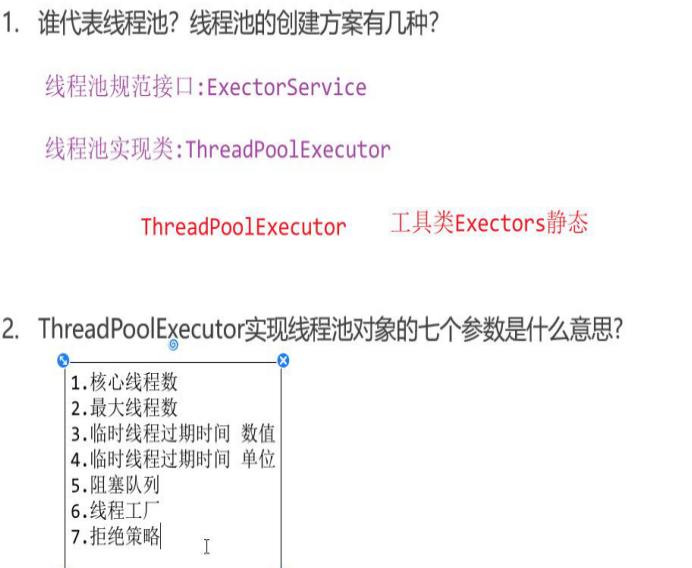 1. 谁代表线程池？线程池的创建方案有几种？
线程池规范接口:ExectorService
线程池实现类:ThreadPoolExecutor
ThreadPoolExecutor 工具类Exectors静态
2. ThreadPoolExecutor实现线程池对象的七个参数是什么意思？
1.核心线程数
2.最大线程数
3.临时线程过期时间 数值
4.临时线程过期时间 单位
5.阻塞队列
6.线程工厂
7.拒绝策略